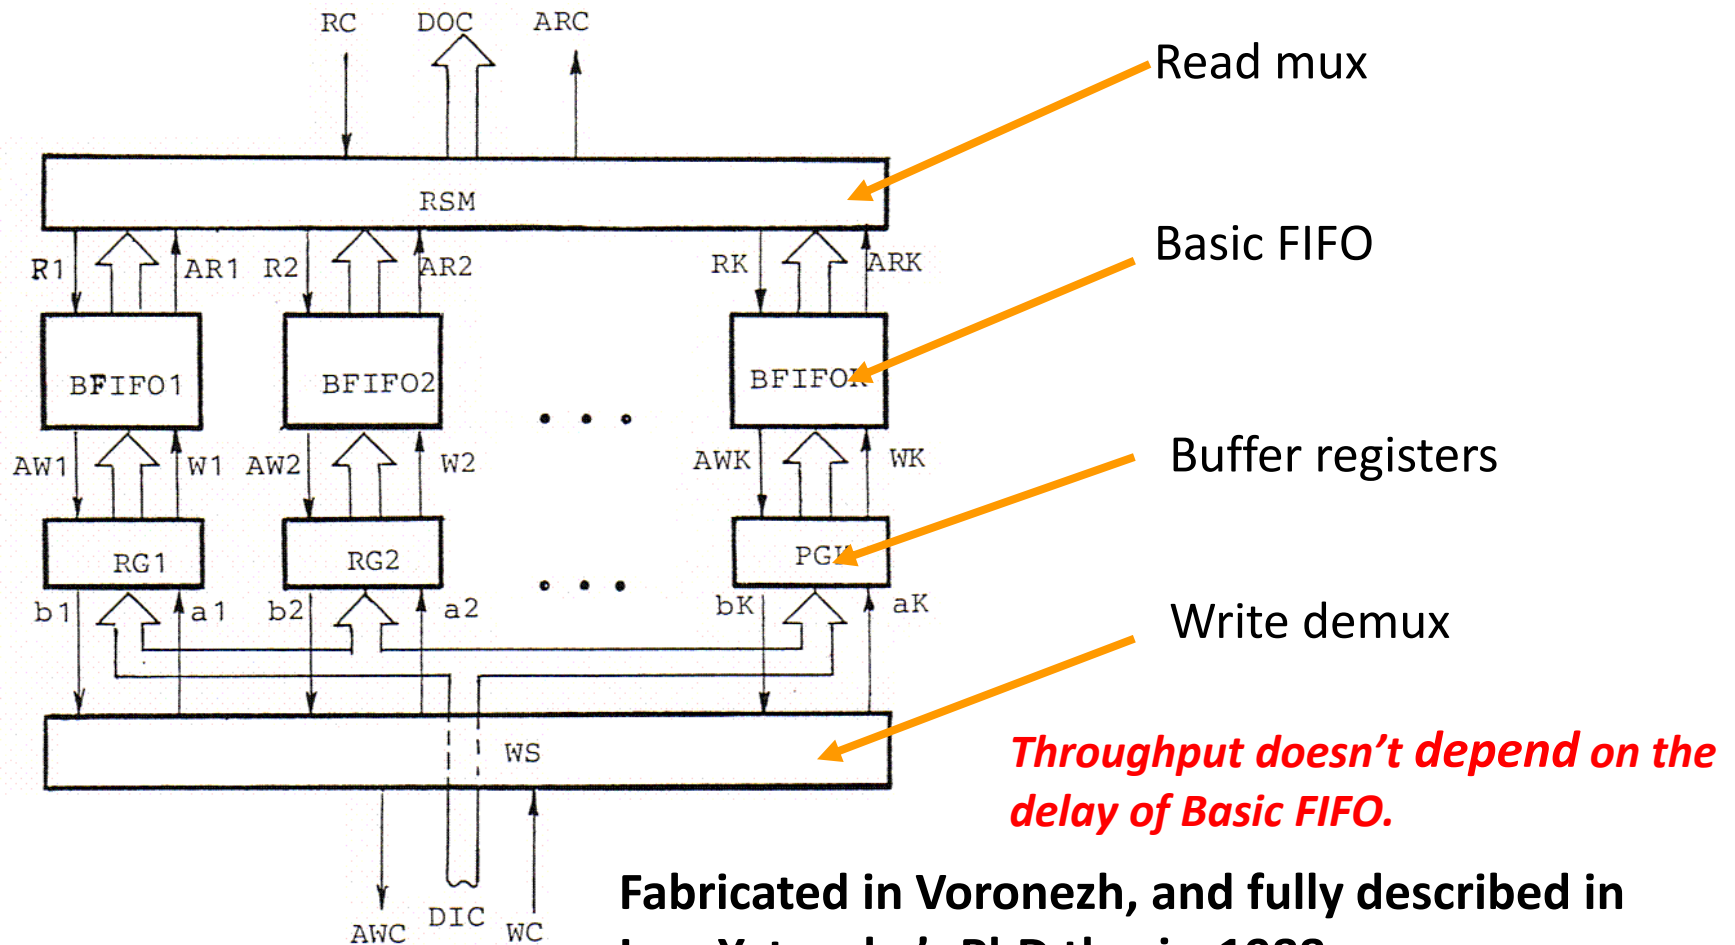 RC DOC ARC
Read mux
RSM
Basic FIFO
R1 AR1 R2 AR2 RK ARK
BFIFO1 BFIFO2
AW1 W1 AW2 W2 AWK WK
Buffer registers
RG1 RG2
b1 a1 b2 a2 bK aK
Write demux
WS
Throughput doesn’t depend on the
delay of Basic FIFO.
AWC DIC WC
Fabricated in Voronezh, and fully described in